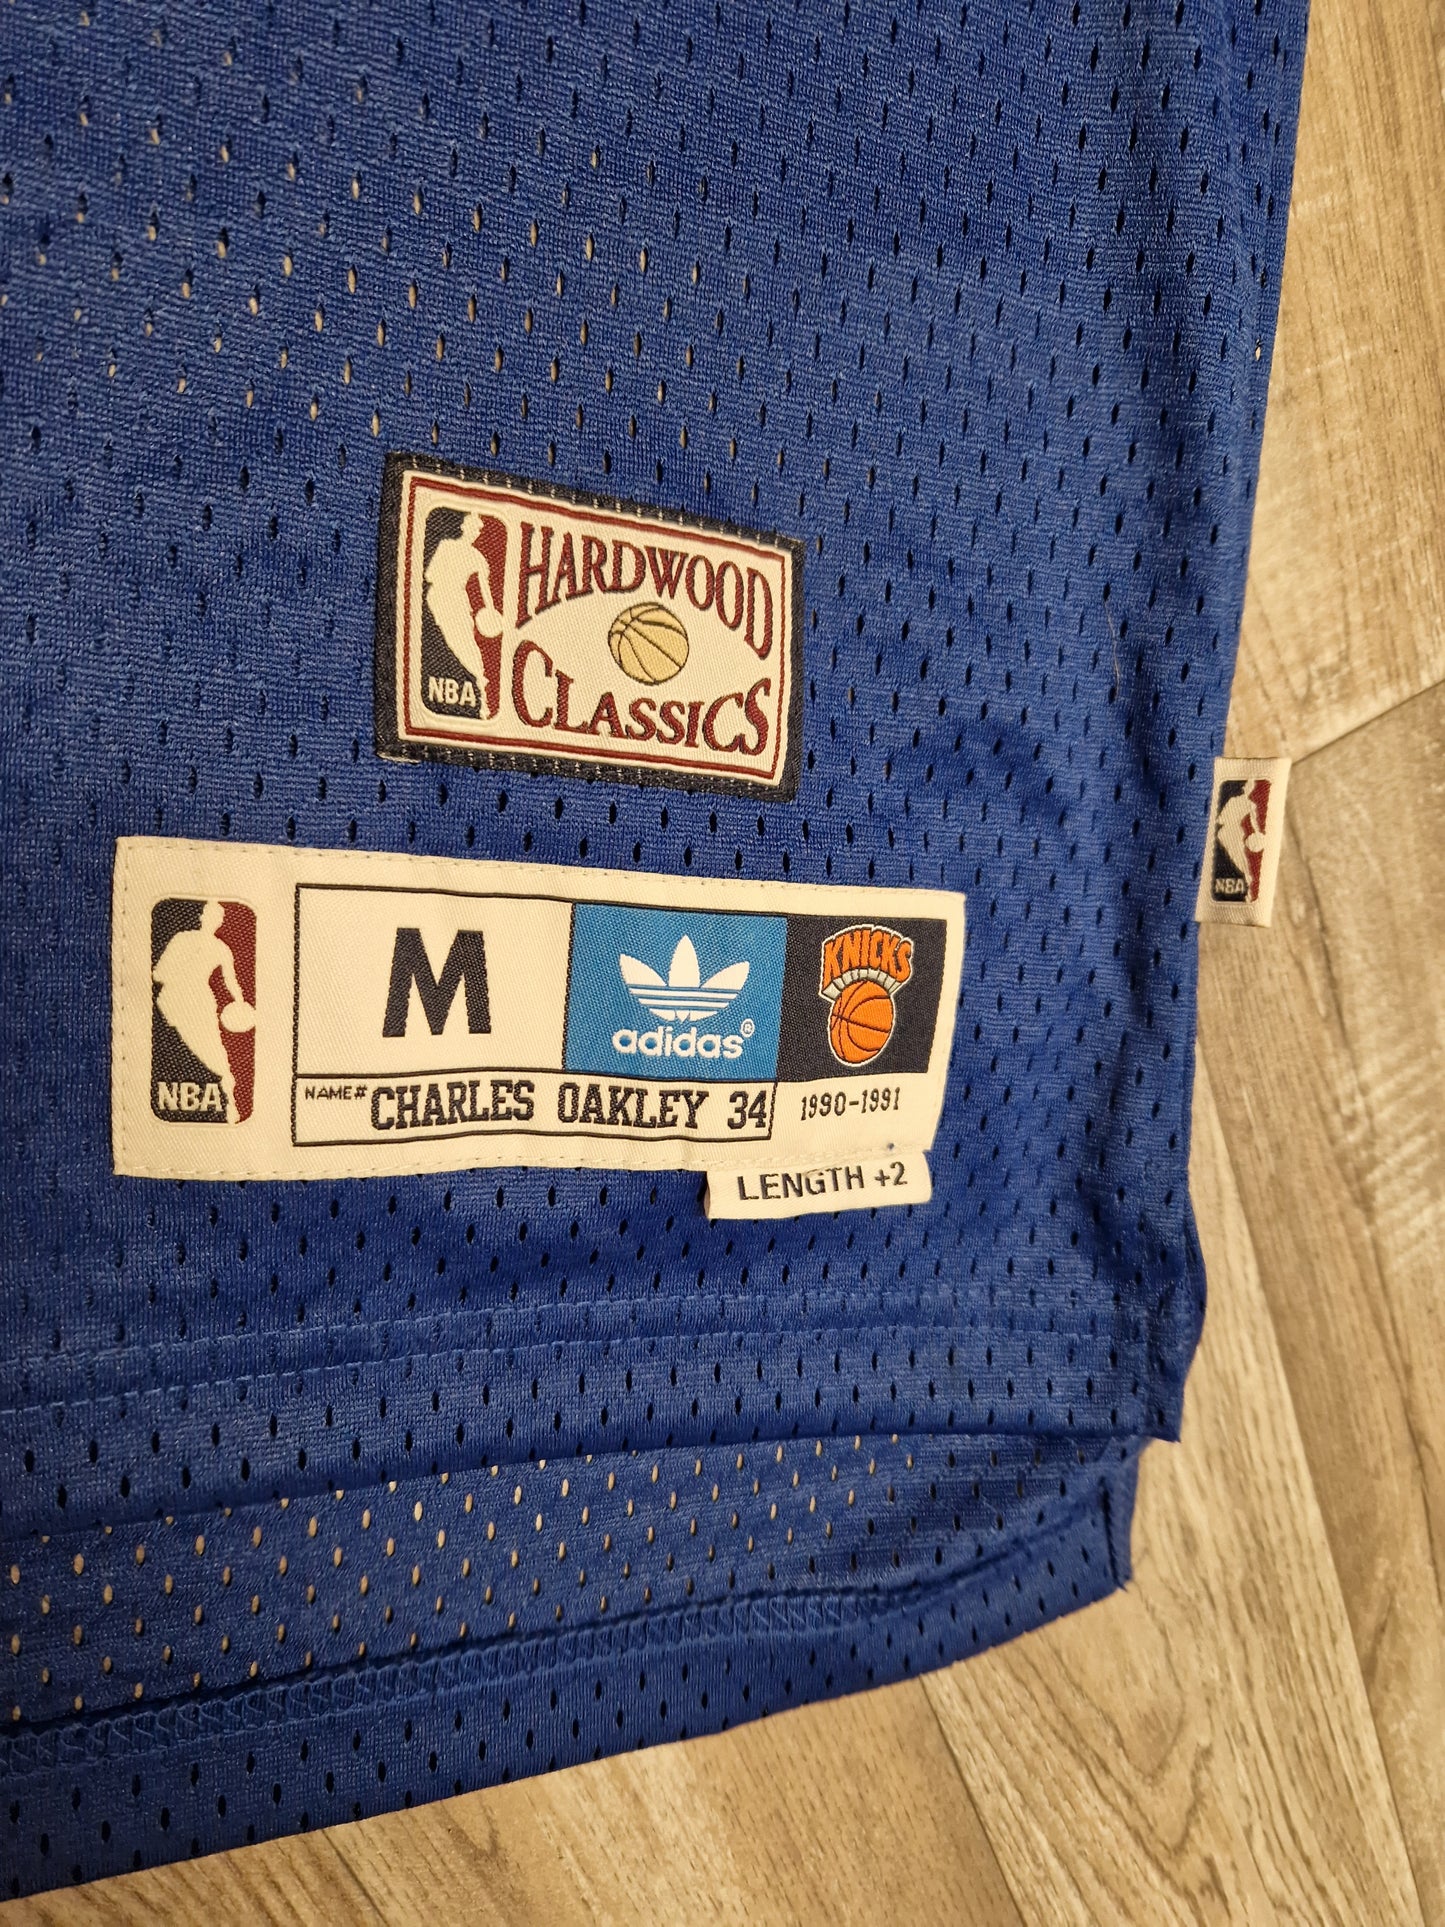 HARDWOOD
CLASSICS
NBA
NBA
M
adidas®
KNICKS
NBA
NAME# CHARLES OAKLEY 34
1990-1991
LENGTH +2